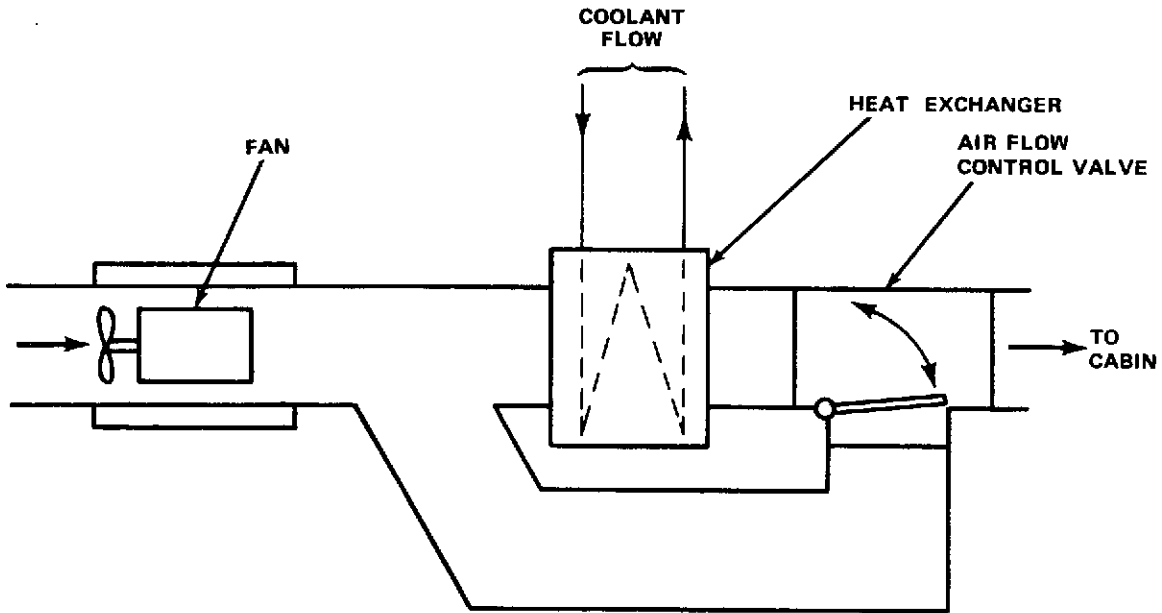 COOLANT
FLOW
HEAT EXCHANGER
AIR FLOW
CONTROL VALVE
FAN
TO
CABIN